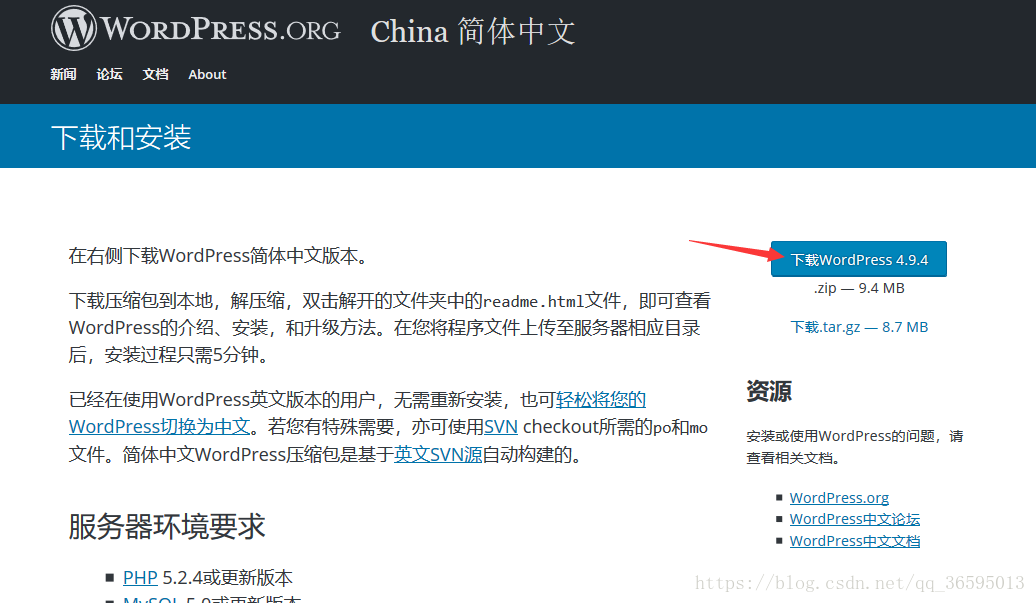 WORDPRESS.ORG China 简体中文
新闻 论坛 文档 About
下载和安装
在右侧下载WordPress简体中文版本。
下载压缩包到本地，解压缩，双击解开的文件夹中的readme.html文件，即可查看
WordPress的介绍、安装，和升级方法。在您将程序文件上传至服务器相应目录
后，安装过程只需5分钟。
已经在使用WordPress英文版本的用户，无需重新安装，也可轻松将您的
WordPress切换为中文。若您有特殊需要，亦可使用SVN checkout所需的po和mo
文件。简体中文WordPress压缩包是基于英文SVN源自动构建的。
服务器环境要求
PHP 5.2.4或更新版本
MySQL 5.0或更新版本
下载WordPress 4.9.4
.zip — 9.4 MB
下载.tar.gz — 8.7 MB
资源
安装或使用WordPress的问题，请
查看相关文档。
WordPress.org
WordPress中文论坛
WordPress中文文档
https://blog.csdn.net/qq_36595013